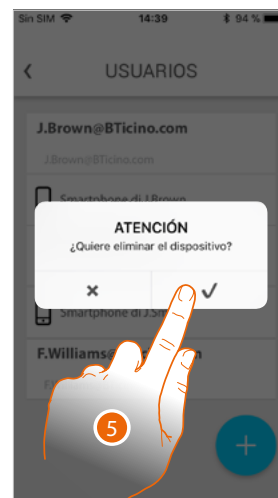 Sin SIM 14:39 94 %
USUARIOS
J.Brown@BTicino.com
J.Brown@BTicino.com
Smartphone di J.Brown
ATENCIÓN
¿Quiere eliminar el dispositivo?
Smartphone di J.Sm
F.Williams
5